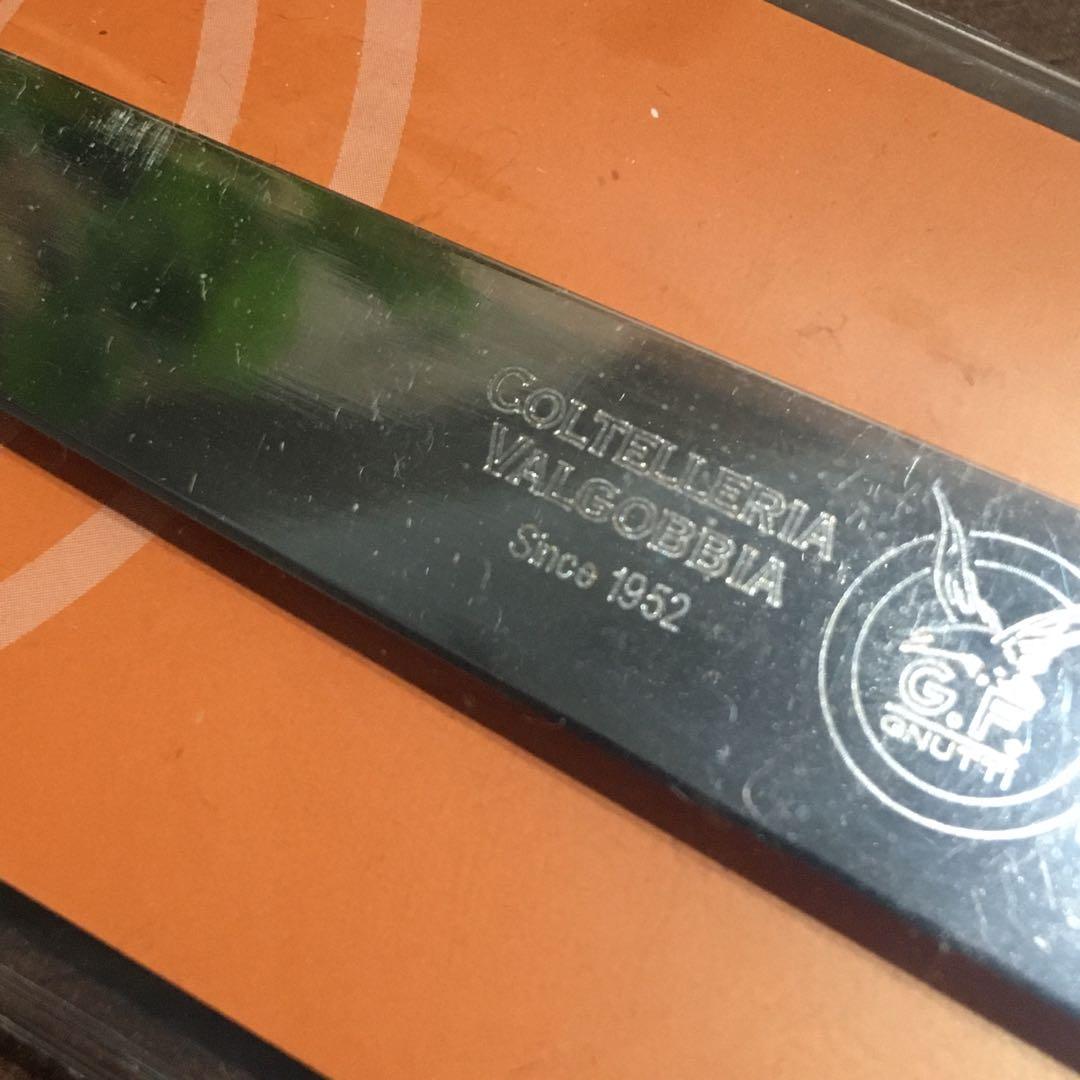 COLTELLERIA
VALGOBBIA
Since 1952
G.F.
GNUTTI